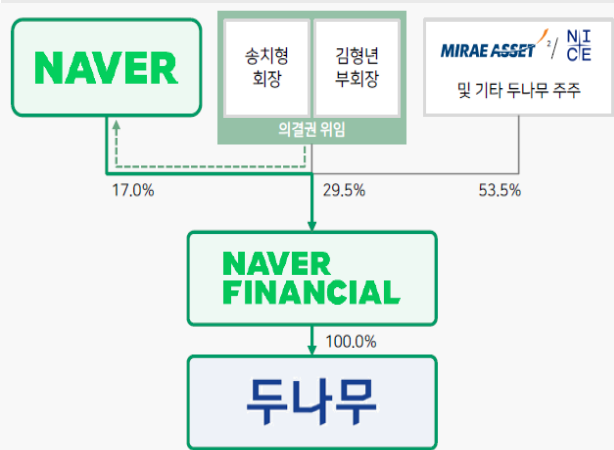 NAVER
송치형
회장
김형년
부회장
의결권 위임
MIRAE ASSET 2 / NICE
및 기타 두나무 주주
17.0%
29.5%
53.5%
NAVER
FINANCIAL
100.0%
두나무